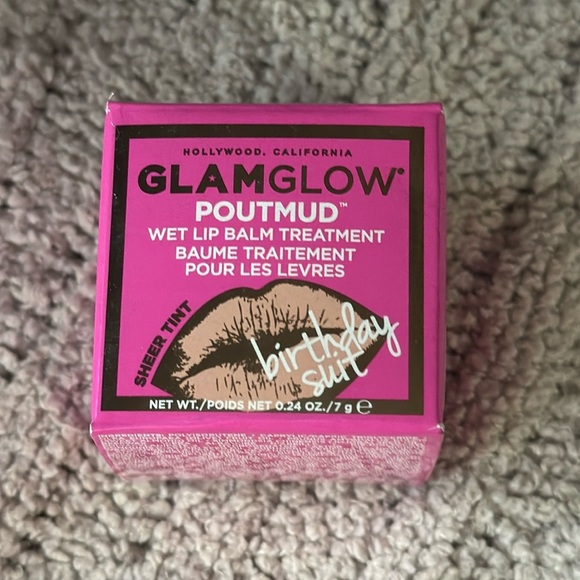 HOLLYWOOD, CALIFORNIA
GLAMGLOW®
POUTMUD™
WET LIP BALM TREATMENT
BAUME TRAITEMENT
POUR LES LEVRES
SHEER TINT
birthday
suit
NET WT./POIDS NET 0.24 OZ./7 g ℮